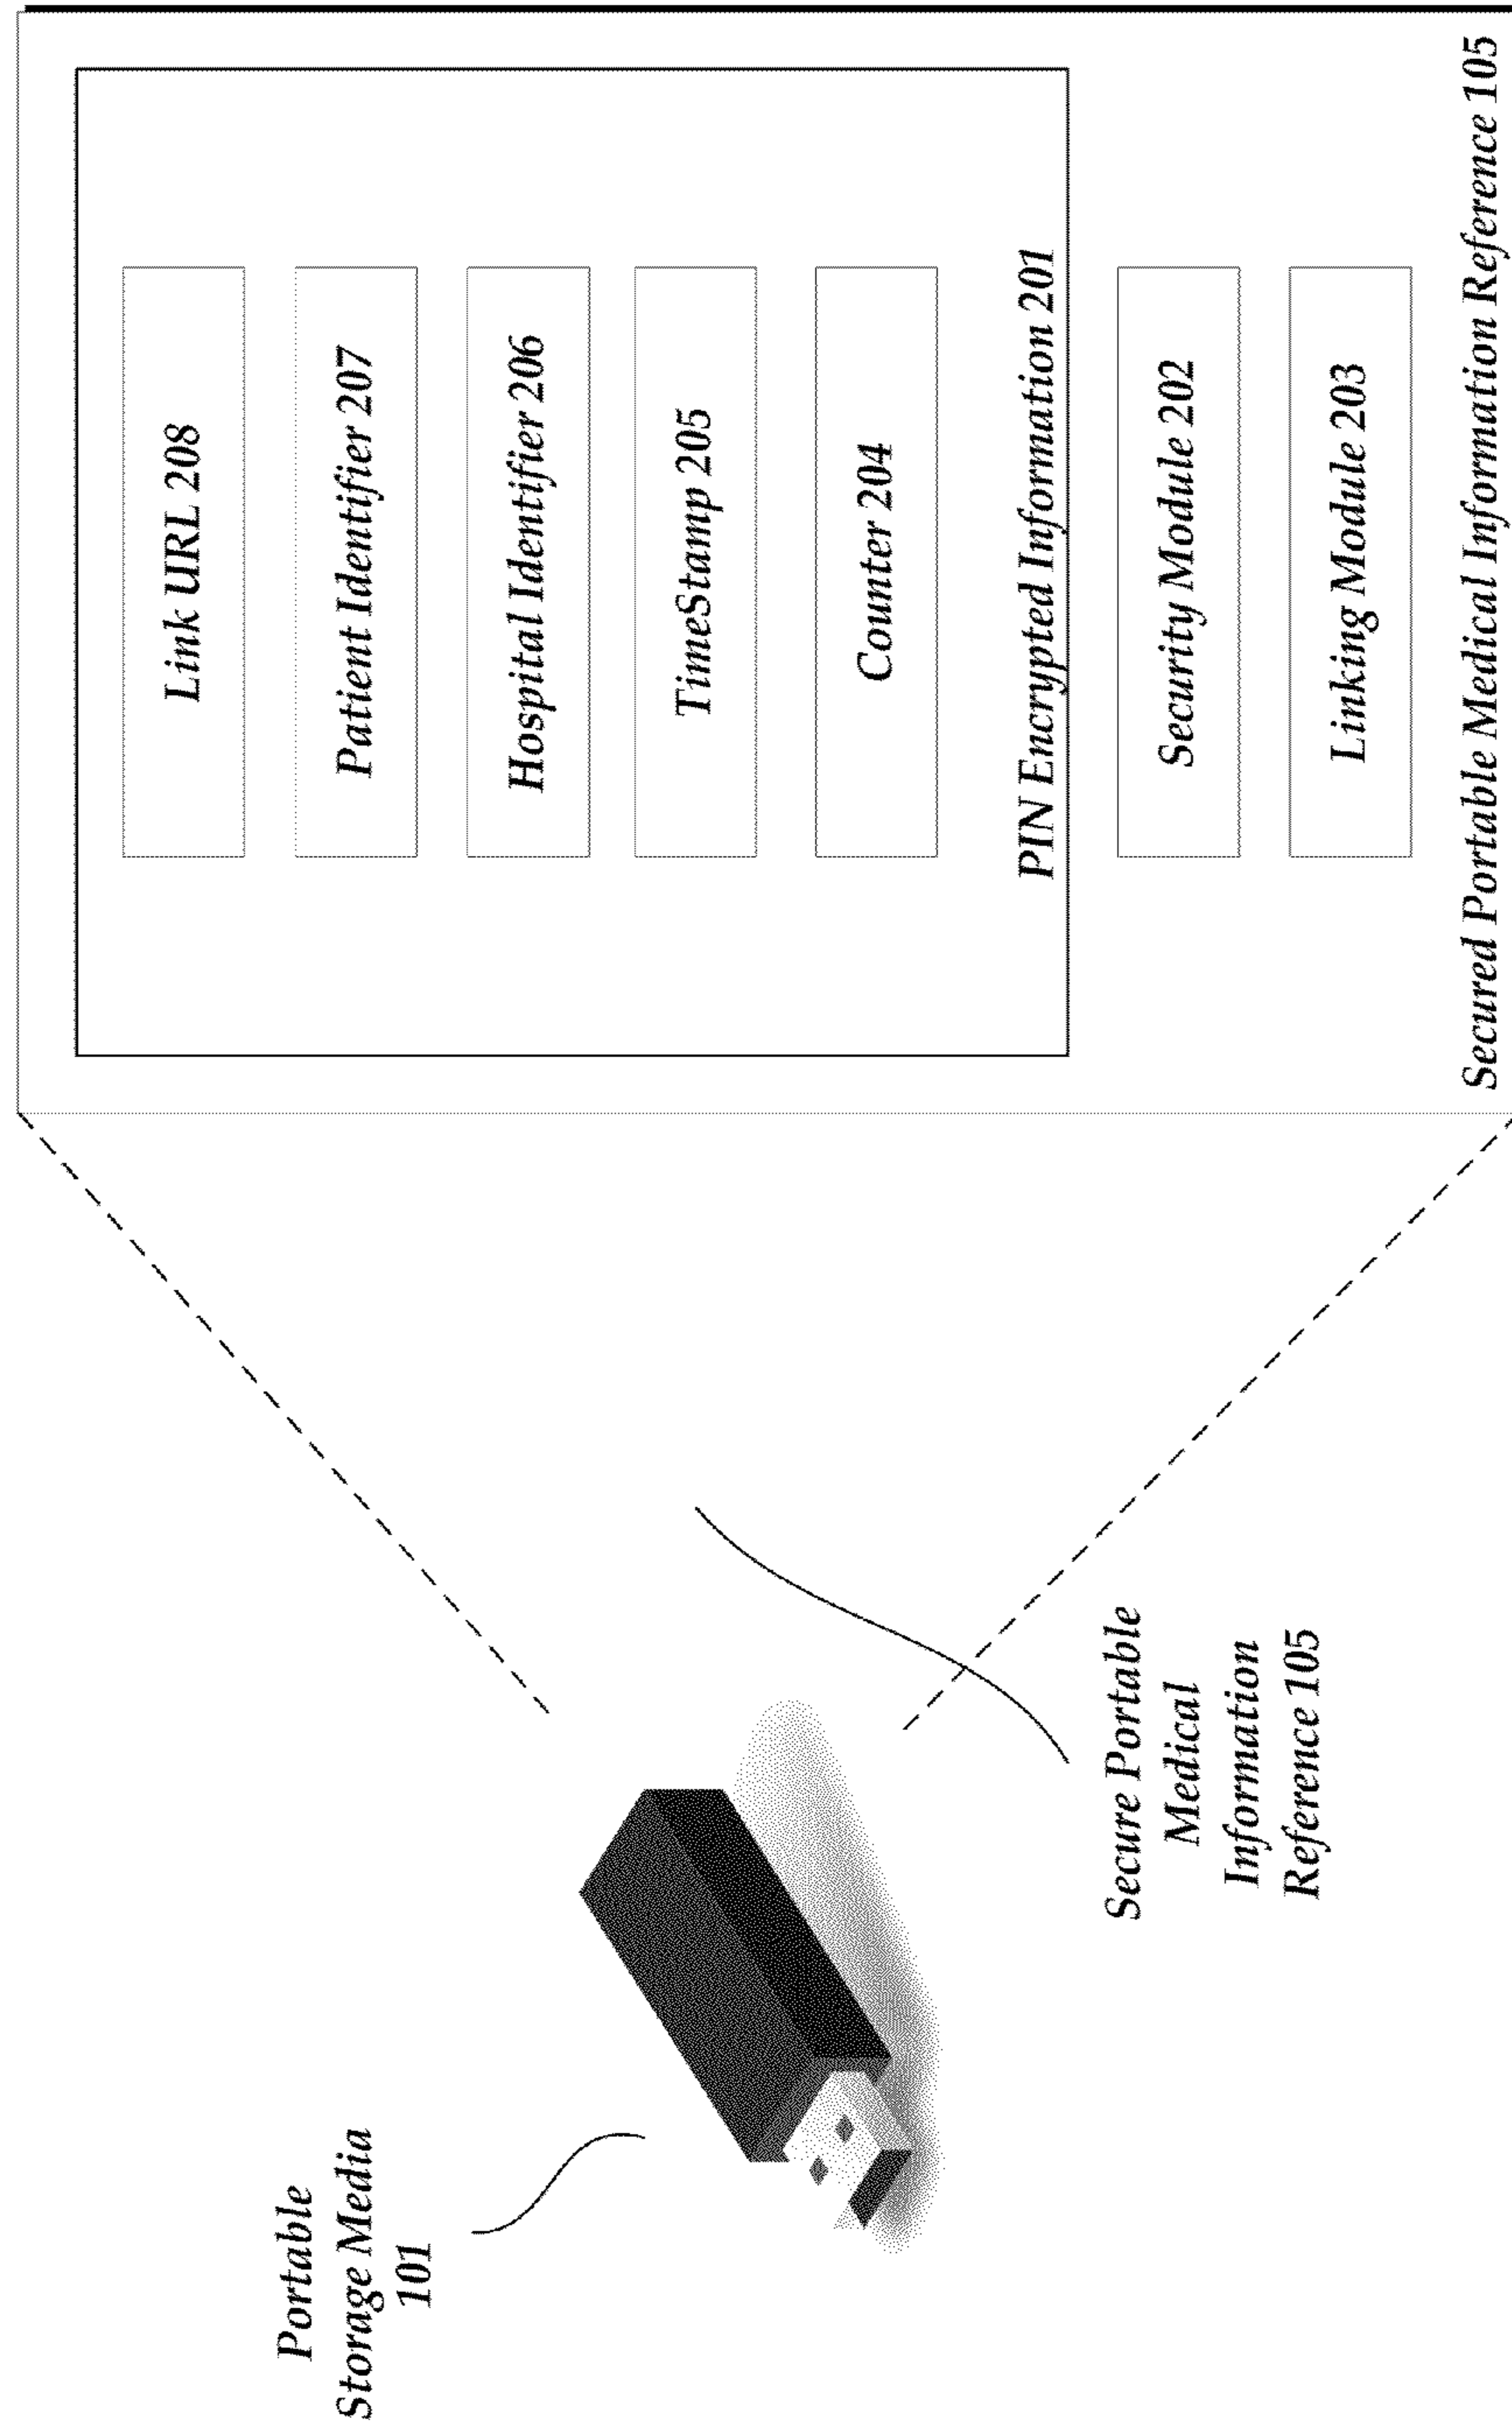 Portable
Storage Media
101
Secure Portable
Medical
Information
Reference 105
Link URL 208
Patient Identifier 207
Hospital Identifier 206
TimeStamp 205
Counter 204
PIN Encrypted Information 201
Security Module 202
Linking Module 203
Secured Portable Medical Information Reference 105